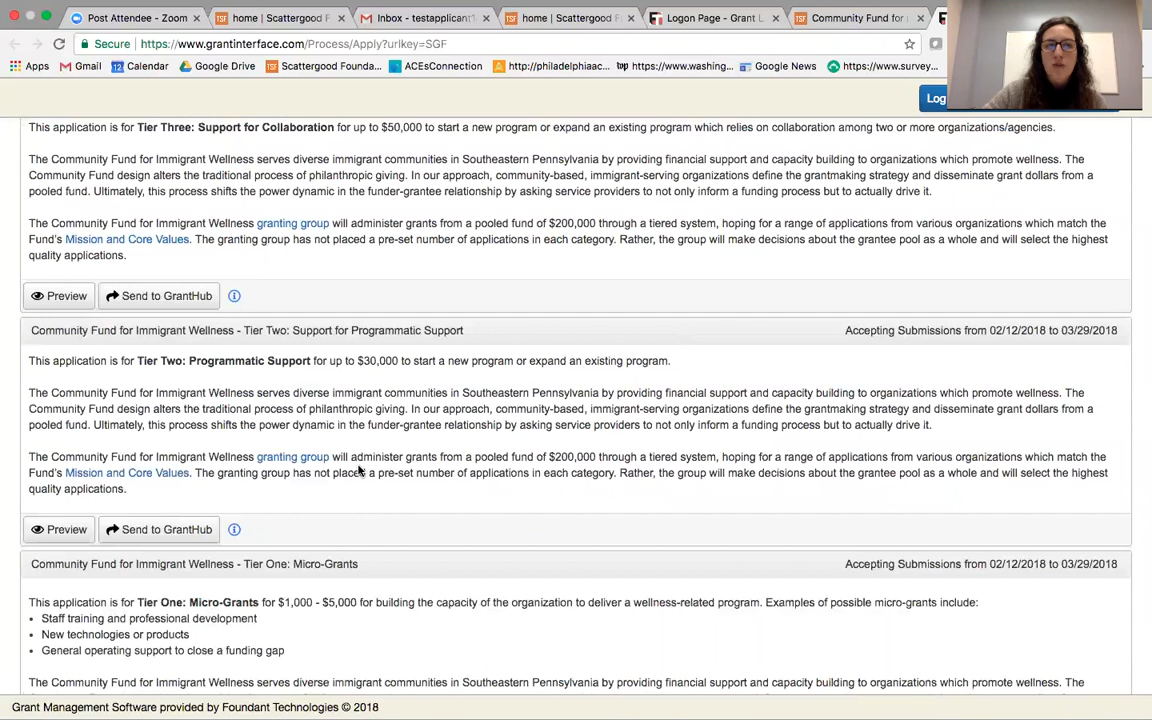 Post Attendee - Zoom
home | Scattergood F
Inbox - testapplicant1
home | Scattergood F
Logon Page - Grant L
Community Fund for
Secure | https://www.grantinterface.com/Process/Apply?urlkey=SGF
Apps Gmail Calendar Google Drive Scattergood Founda... ACEsConnection http://philadelphiaac... https://www.washing... Google News https://www.survey...
Log
This application is for Tier Three: Support for Collaboration for up to $50,000 to start a new program or expand an existing program which relies on collaboration among two or more organizations/agencies.
The Community Fund for Immigrant Wellness serves diverse immigrant communities in Southeastern Pennsylvania by providing financial support and capacity building to organizations which promote wellness. The
Community Fund design alters the traditional process of philanthropic giving. In our approach, community-based, immigrant-serving organizations define the grantmaking strategy and disseminate grant dollars from a
pooled fund. Ultimately, this process shifts the power dynamic in the funder-grantee relationship by asking service providers to not only inform a funding process but to actually drive it.
The Community Fund for Immigrant Wellness granting group will administer grants from a pooled fund of $200,000 through a tiered system, hoping for a range of applications from various organizations which match the
Fund's Mission and Core Values. The granting group has not placed a pre-set number of applications in each category. Rather, the group will make decisions about the grantee pool as a whole and will select the highest
quality applications.
Preview Send to GrantHub
Community Fund for Immigrant Wellness - Tier Two: Support for Programmatic Support Accepting Submissions from 02/12/2018 to 03/29/2018
This application is for Tier Two: Programmatic Support for up to $30,000 to start a new program or expand an existing program.
The Community Fund for Immigrant Wellness serves diverse immigrant communities in Southeastern Pennsylvania by providing financial support and capacity building to organizations which promote wellness. The
Community Fund design alters the traditional process of philanthropic giving. In our approach, community-based, immigrant-serving organizations define the grantmaking strategy and disseminate grant dollars from a
pooled fund. Ultimately, this process shifts the power dynamic in the funder-grantee relationship by asking service providers to not only inform a funding process but to actually drive it.
The Community Fund for Immigrant Wellness granting group will administer grants from a pooled fund of $200,000 through a tiered system, hoping for a range of applications from various organizations which match the
Fund's Mission and Core Values. The granting group has not placed a pre-set number of applications in each category. Rather, the group will make decisions about the grantee pool as a whole and will select the highest
quality applications.
Preview Send to GrantHub
Community Fund for Immigrant Wellness - Tier One: Micro-Grants Accepting Submissions from 02/12/2018 to 03/29/2018
This application is for Tier One: Micro-Grants for $1,000 - $5,000 for building the capacity of the organization to deliver a wellness-related program. Examples of possible micro-grants include:
• Staff training and professional development
• New technologies or products
• General operating support to close a funding gap
The Community Fund for Immigrant Wellness serves diverse immigrant communities in Southeastern Pennsylvania by providing financial support and capacity building to organizations which promote wellness. The
Grant Management Software provided by Foundant Technologies © 2018